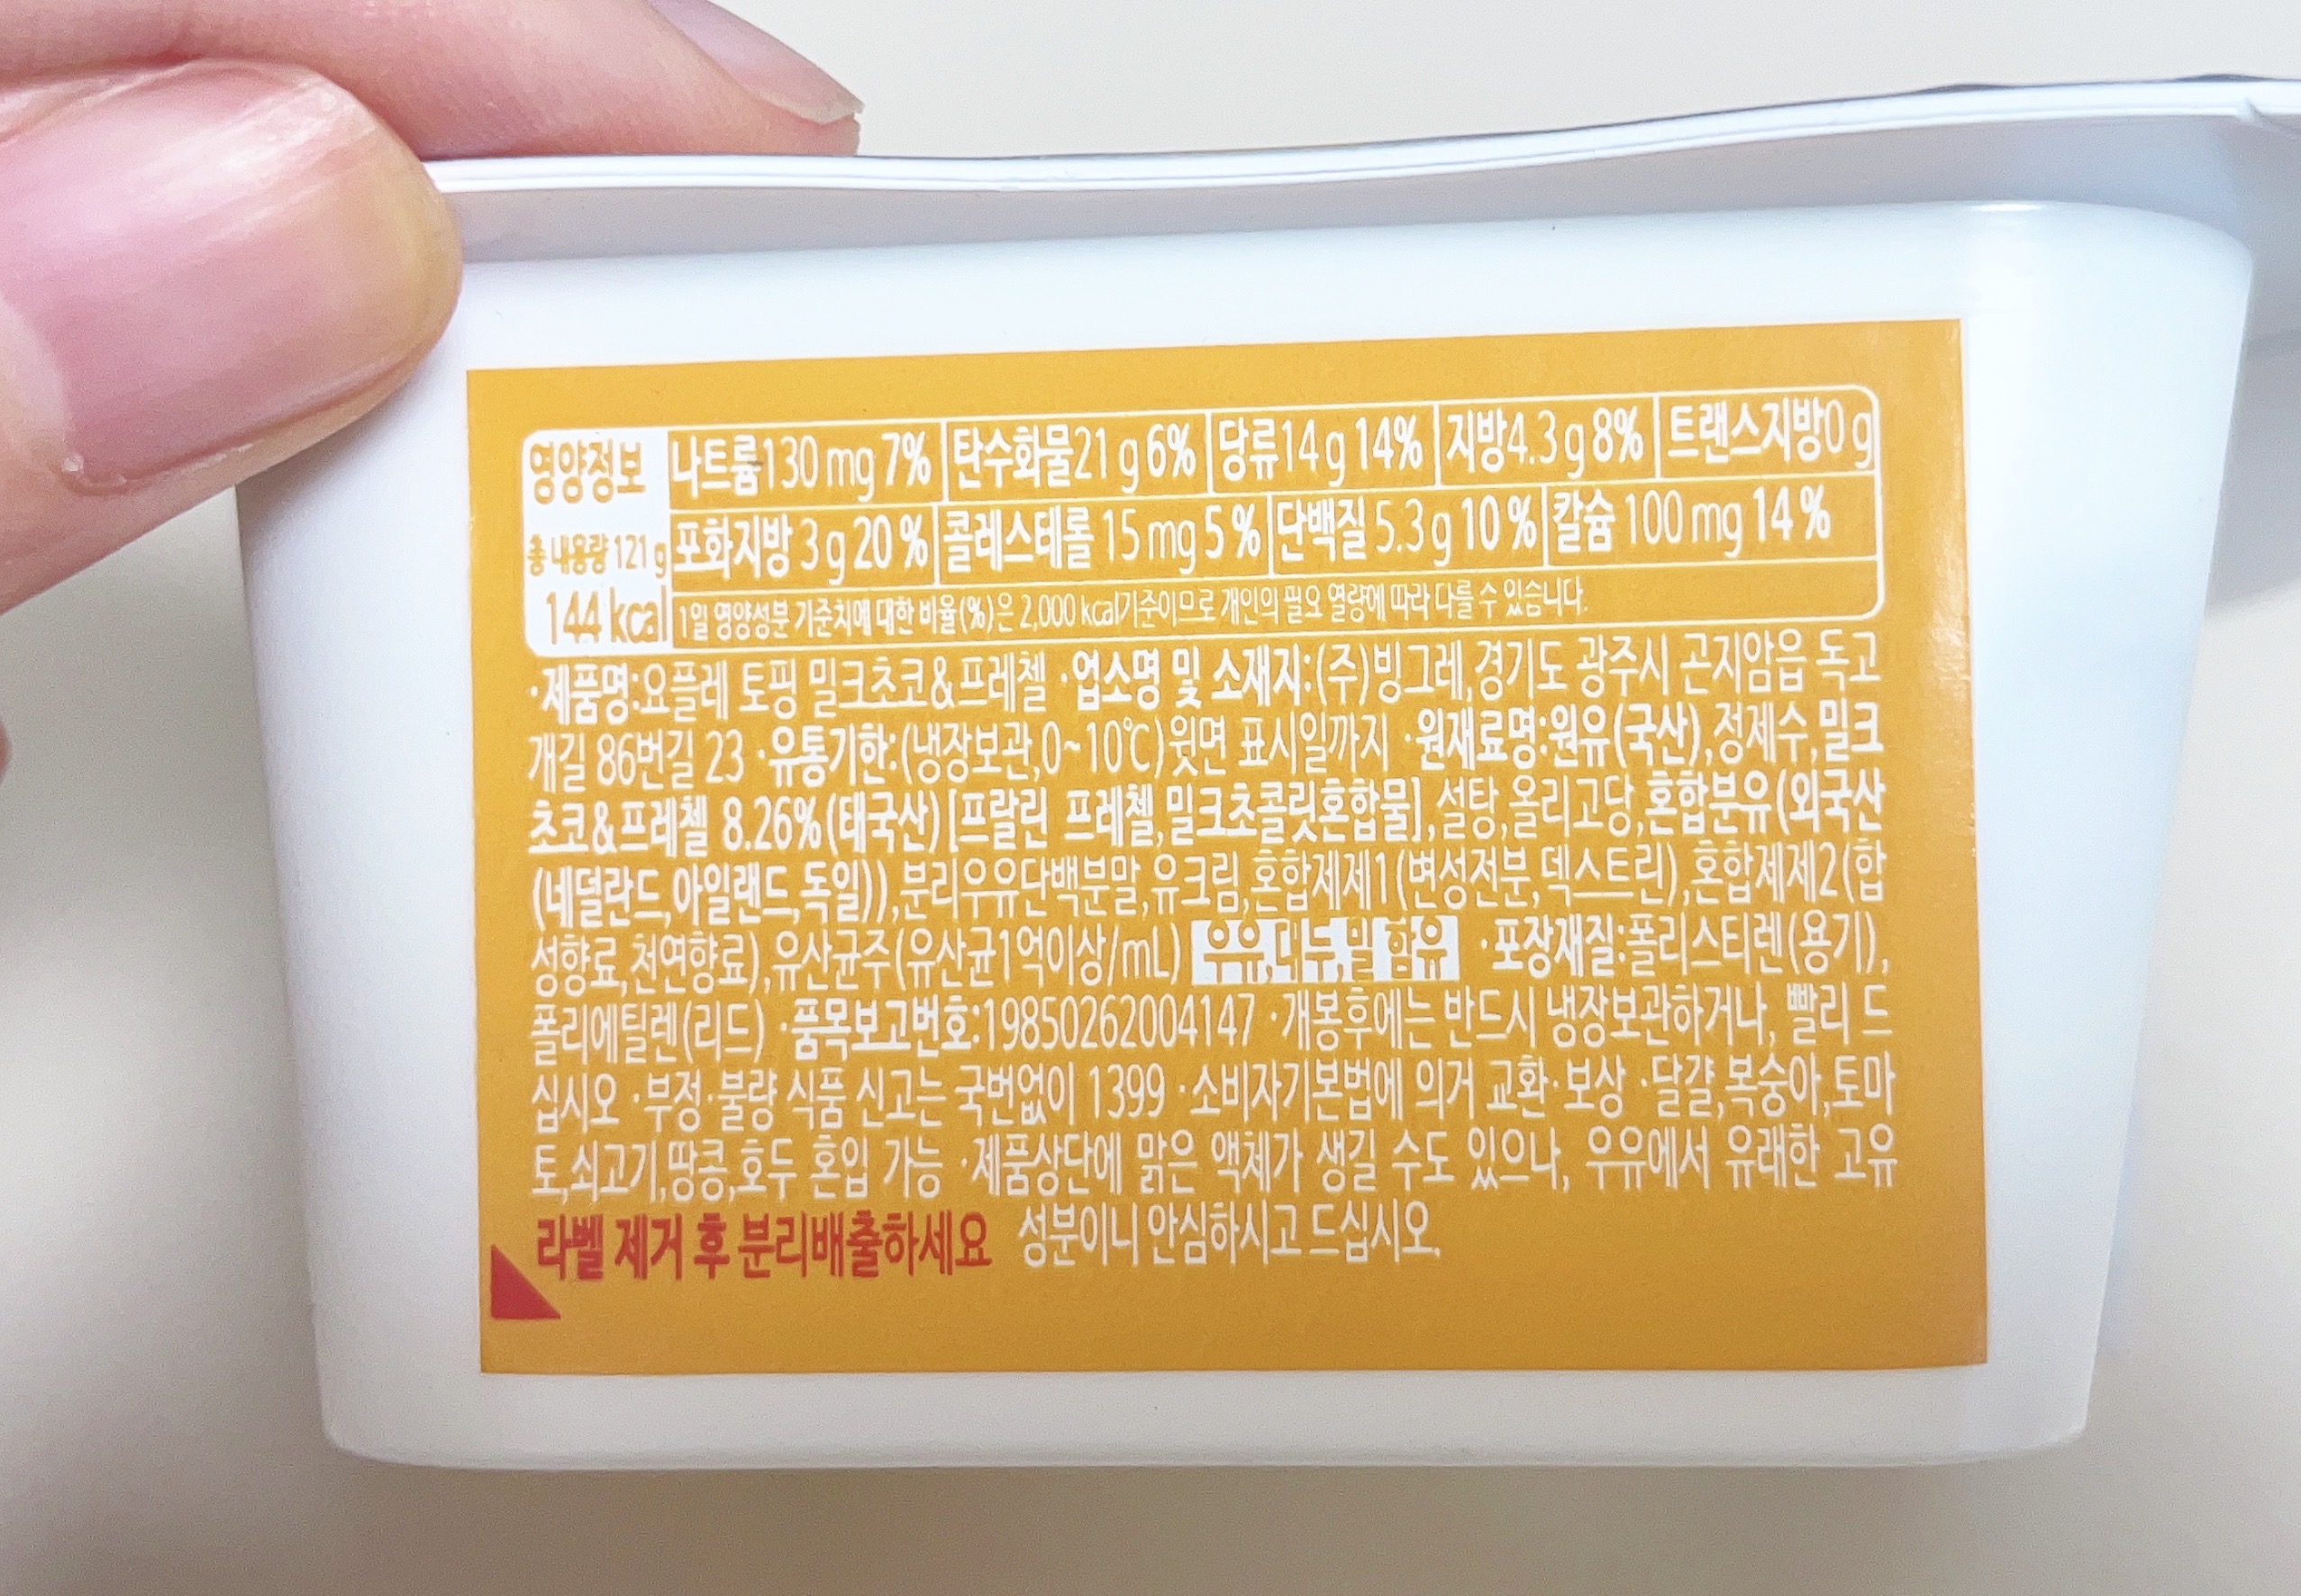 영양정보 나트륨130 mg 7% 탄수화물21 g 6% 당류14 g 14% 지방4.3 g 8% 트랜스지방0 g
총 내용량 121 g 포화지방 3 g 20 % 콜레스테롤 15 mg 5 % 단백질 5.3 g 10 % 칼슘 100 mg 14 %
144 kcal 1일 영양성분 기준치에 대한 비율(%)은 2,000 kcal기준이므로 개인의 필요 열량에 따라 다를 수 있습니다.
·제품명:요플레 토핑 밀크초코&프레첼 ·업소명 및 소재지:(주)빙그레,경기도 광주시 곤지암읍 독고
개길 86번길 23 ·유통기한:(냉장보관,0~10℃)윗면 표시일까지 ·원재료명:원유(국산),정제수,밀크
초코&프레첼 8.26%(태국산)[프랄린 프레첼,밀크초콜릿혼합물],설탕,올리고당,혼합분유(외국산
(네덜란드,아일랜드,독일)),분리우유단백분말,유크림,혼합제제1(변성전분,덱스트린),혼합제제2(합
성향료,천연향료),유산균주(유산균1억이상/mL) 우유,대두,밀 함유 ·포장재질:폴리스티렌(용기),
폴리에틸렌(리드) ·품목보고번호:19850262004147 ·개봉후에는 반드시 냉장보관하거나, 빨리 드
십시오 ·부정·불량 식품 신고는 국번없이 1399 ·소비자기본법에 의거 교환·보상 ·달걀,복숭아,토마
토,쇠고기,땅콩,호두 혼입 가능 ·제품상단에 맑은 액체가 생길 수도 있으나, 우유에서 유래한 고유
라벨 제거 후 분리배출하세요 성분이니 안심하시고 드십시오.